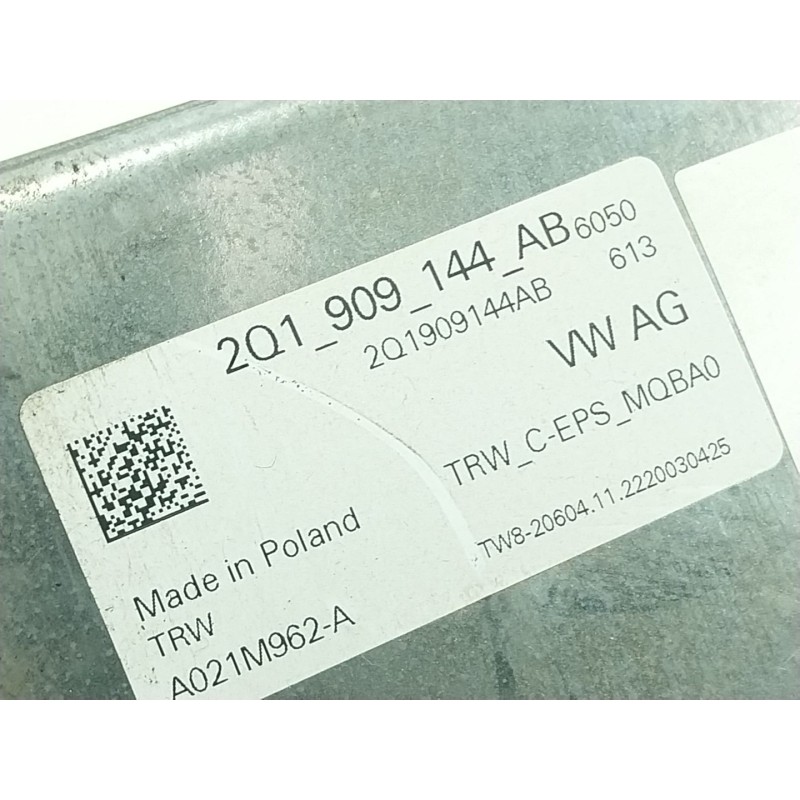 2Q1_909_144_AB 6050
2Q1909144AB 613
VW AG
TRW_C-EPS_MQBA0
TW8-20604.11.2220030425
Made in Poland
TRW
A021M962-A